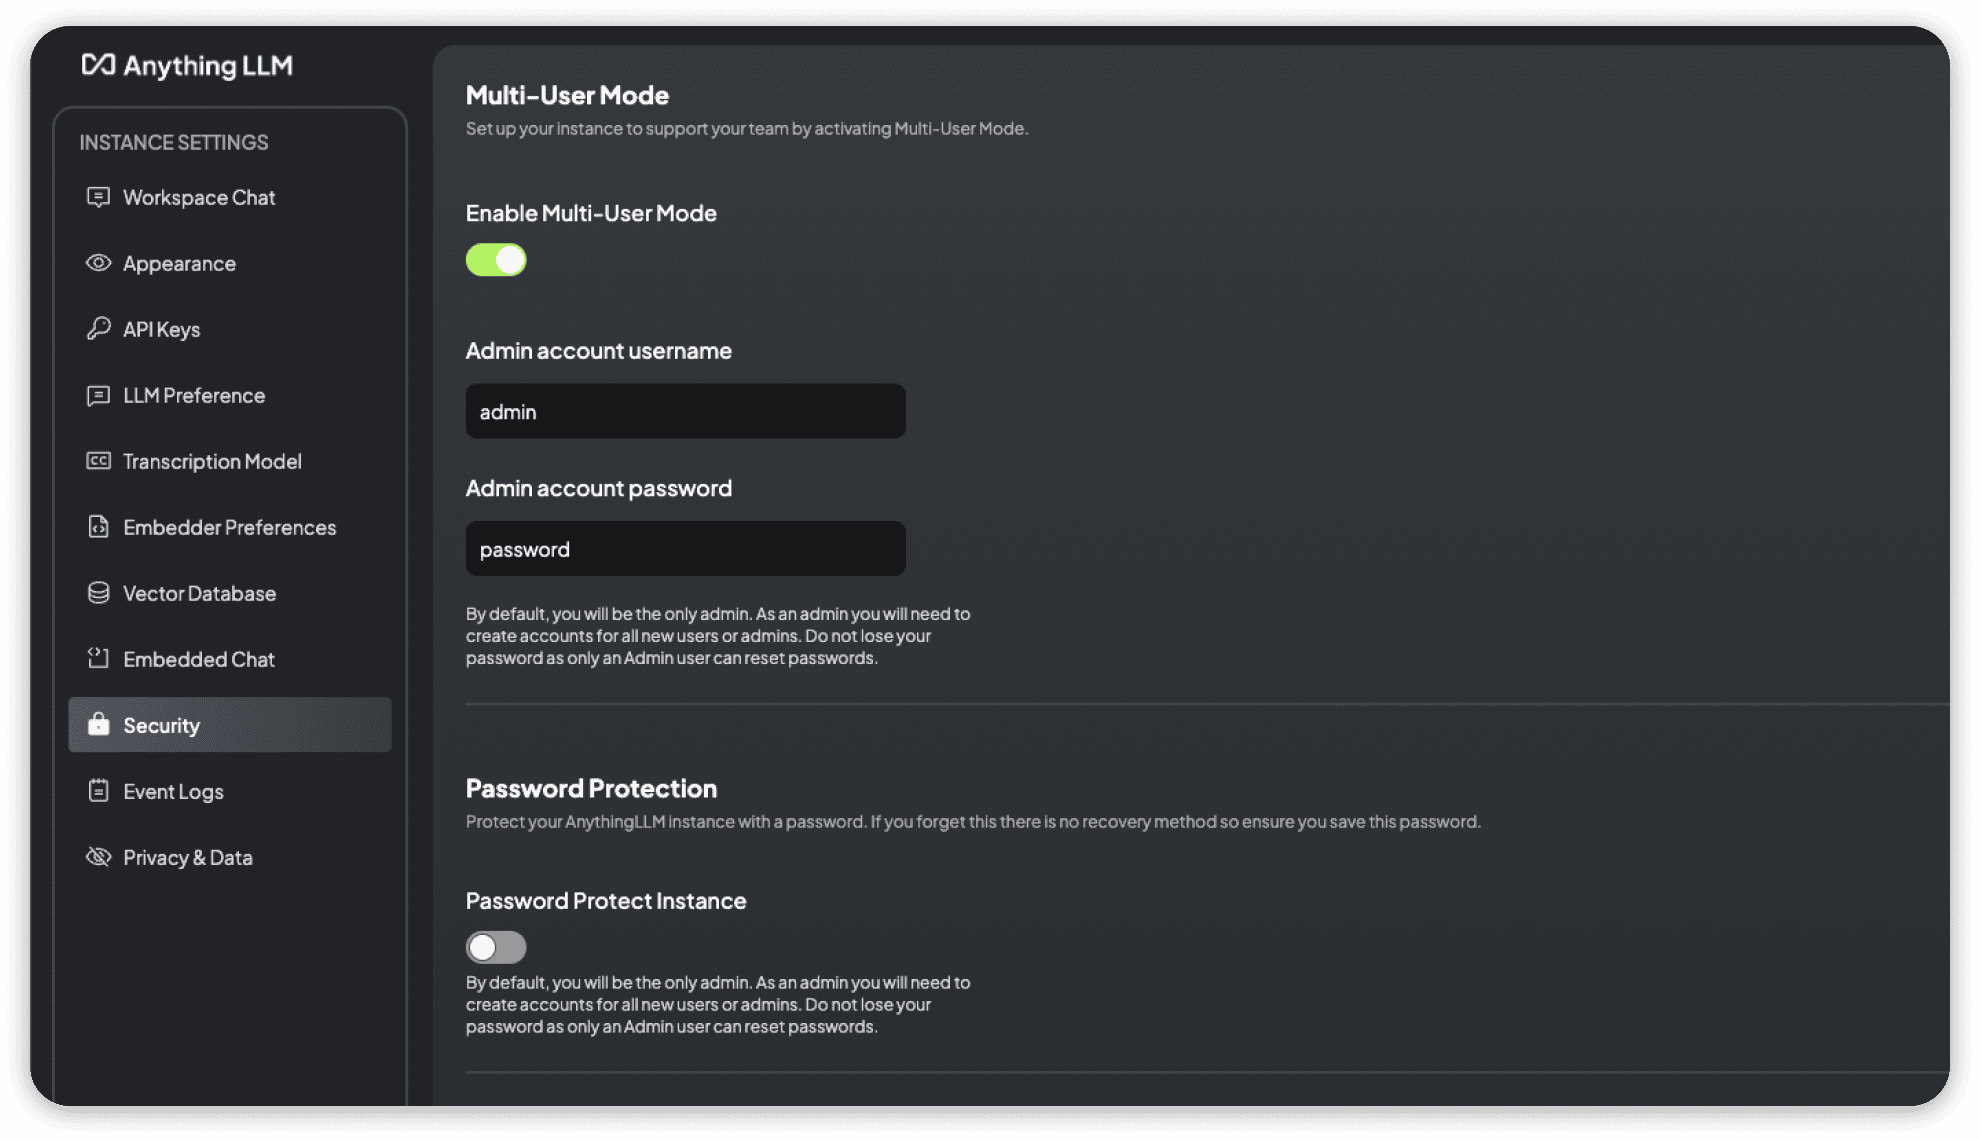 Anything LLM
INSTANCE SETTINGS
Workspace Chat
Appearance
API Keys
LLM Preference
Transcription Model
Embedder Preferences
Vector Database
Embedded Chat
Security
Event Logs
Privacy & Data
Multi-User Mode
Set up your instance to support your team by activating Multi-User Mode.
Enable Multi-User Mode
Admin account username
admin
Admin account password
password
By default, you will be the only admin. As an admin you will need to
create accounts for all new users or admins. Do not lose your
password as only an Admin user can reset passwords.
Password Protection
Protect your AnythingLLM instance with a password. If you forget this there is no recovery method so ensure you save this password.
Password Protect Instance
By default, you will be the only admin. As an admin you will need to
create accounts for all new users or admins. Do not lose your
password as only an Admin user can reset passwords.